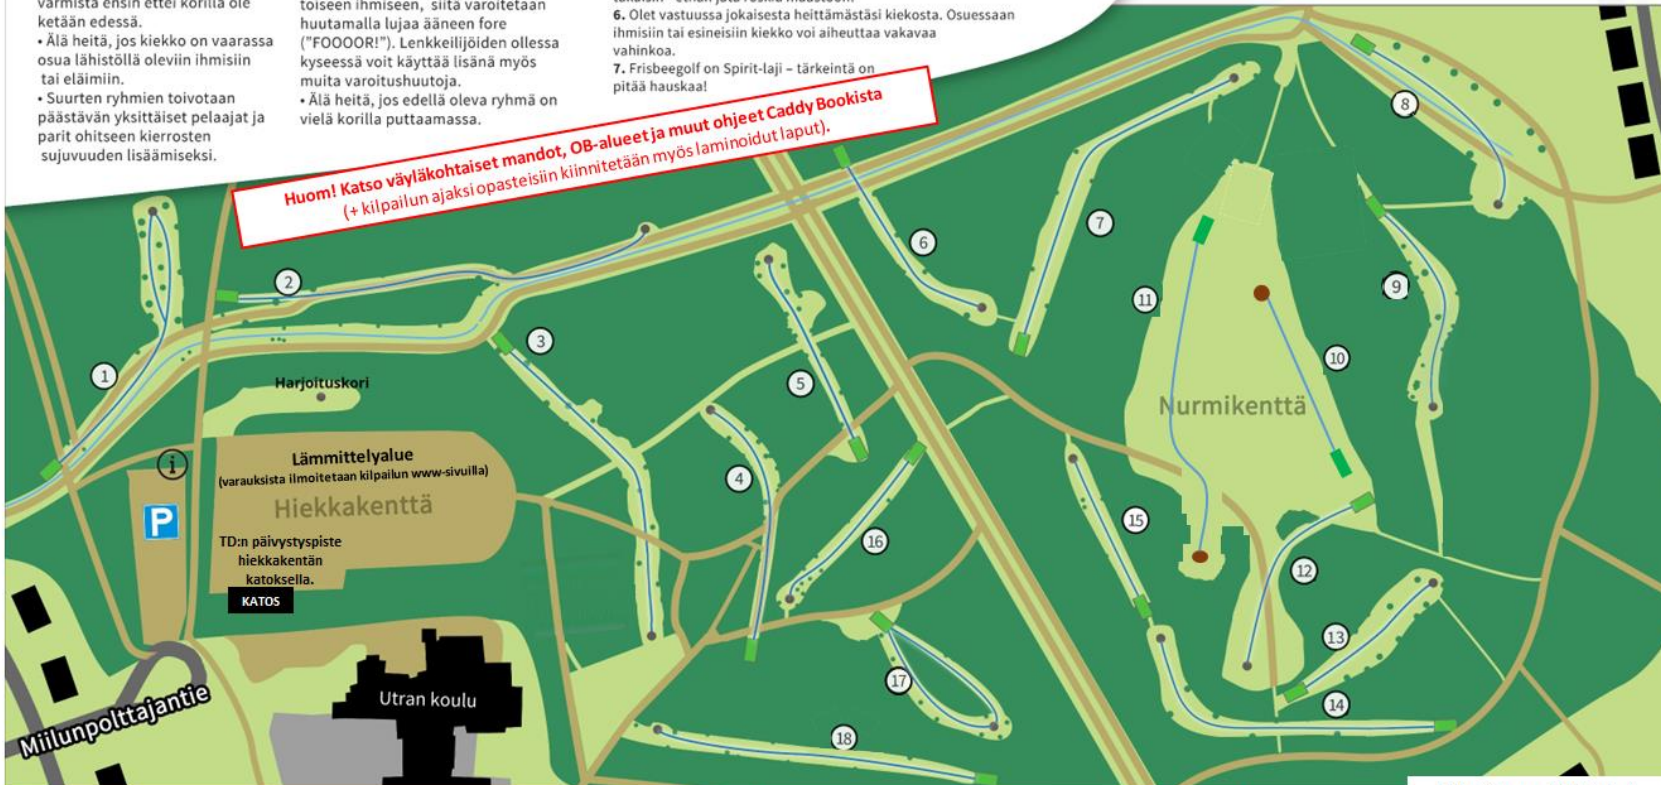 varmista ensin ettei korilla ole
ketään edessä.
• Älä heitä, jos kiekko on vaarassa
osua lähistöllä oleviin ihmisiin
tai eläimiin.
• Suurten ryhmien toivotaan
päästävän yksittäiset pelaajat ja
parit ohitseen kierrosten
sujuvuuden lisäämiseksi.
toiseen ihmiseen, siitä varoitetaan
huutamalla lujaa ääneen fore
("FOOOOR!"). Lenkkeilijöiden ollessa
kyseessä voit käyttää lisänä myös
muita varoitushuutoja.
• Älä heitä, jos edellä oleva ryhmä on
vielä korilla puttaamassa.
6. Olet vastuussa jokaisesta heittämästäsi kiekosta. Osuessaan
ihmisiin tai esineisiin kiekko voi aiheuttaa vakavaa
vahinkoa.
7. Frisbeegolf on Spirit-laji – tärkeintä on
pitää hauskaa!
Huom! Katso väyläkohtaiset mandot, OB-alueet ja muut ohjeet Caddy Bookista
(+ kilpailun ajaksi opasteisiin kiinnitetään myös laminoidut laput).
8
7
6
2
9
11
3
1
10
5
Harjoituskori
Nurmikenttä
Lämmittelyalue
(varauksista ilmoitetaan kilpailun www-sivuilla)
i
4
Hiekkakenttä
P
15
16
TD:n päivystyspiste
hiekkakentän
katoksella.
KATOS
12
13
17
14
Utran koulu
Miilunpolttajantie
18